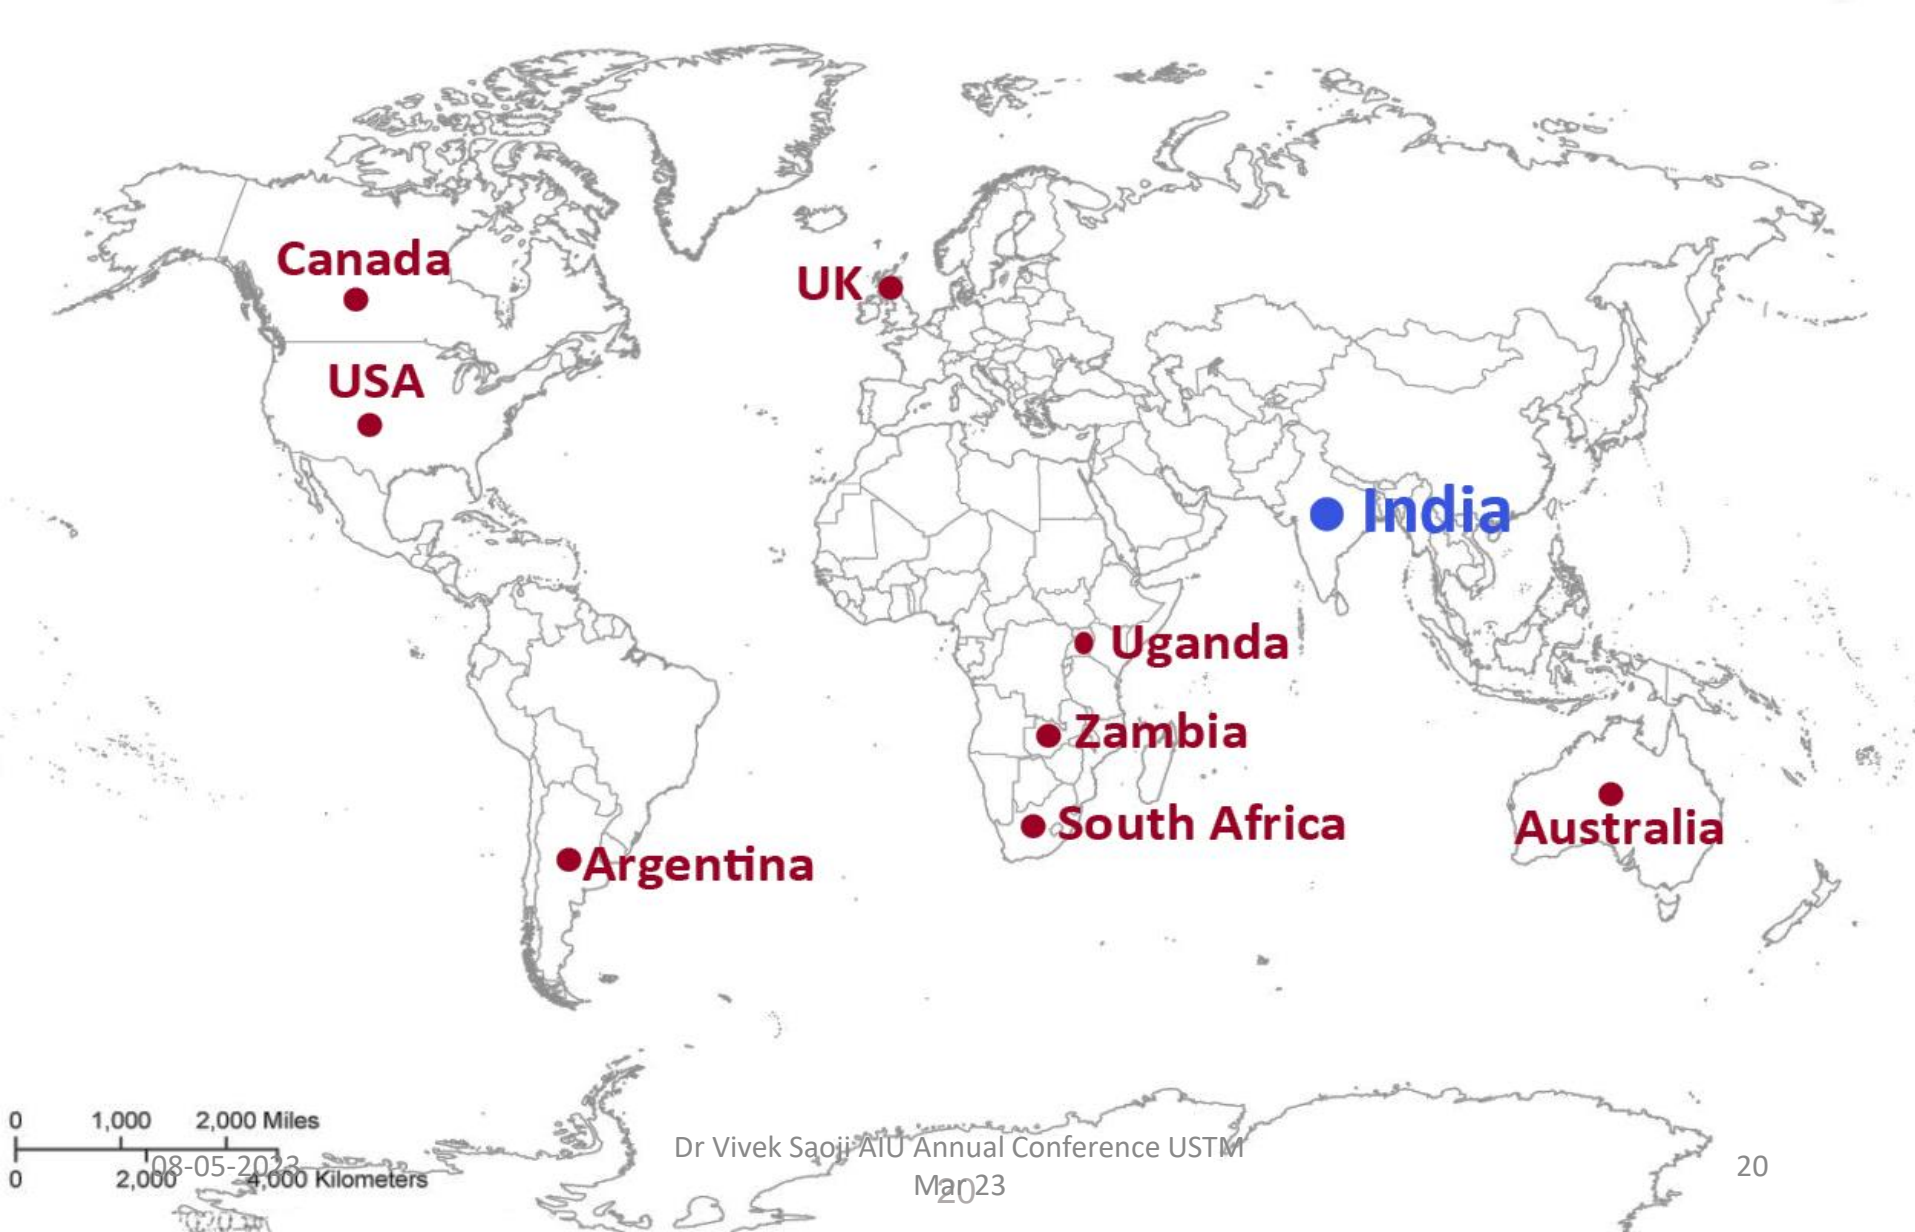 Canada
UK
USA
India
Uganda
Zambia
South Africa
Australia
Argentina
0 1,000 2,000 Miles
0 2,000 4,000 Kilometers
08-05-2023
Dr Vivek Saoji AIU Annual Conference USTM
Mar 23
20
20